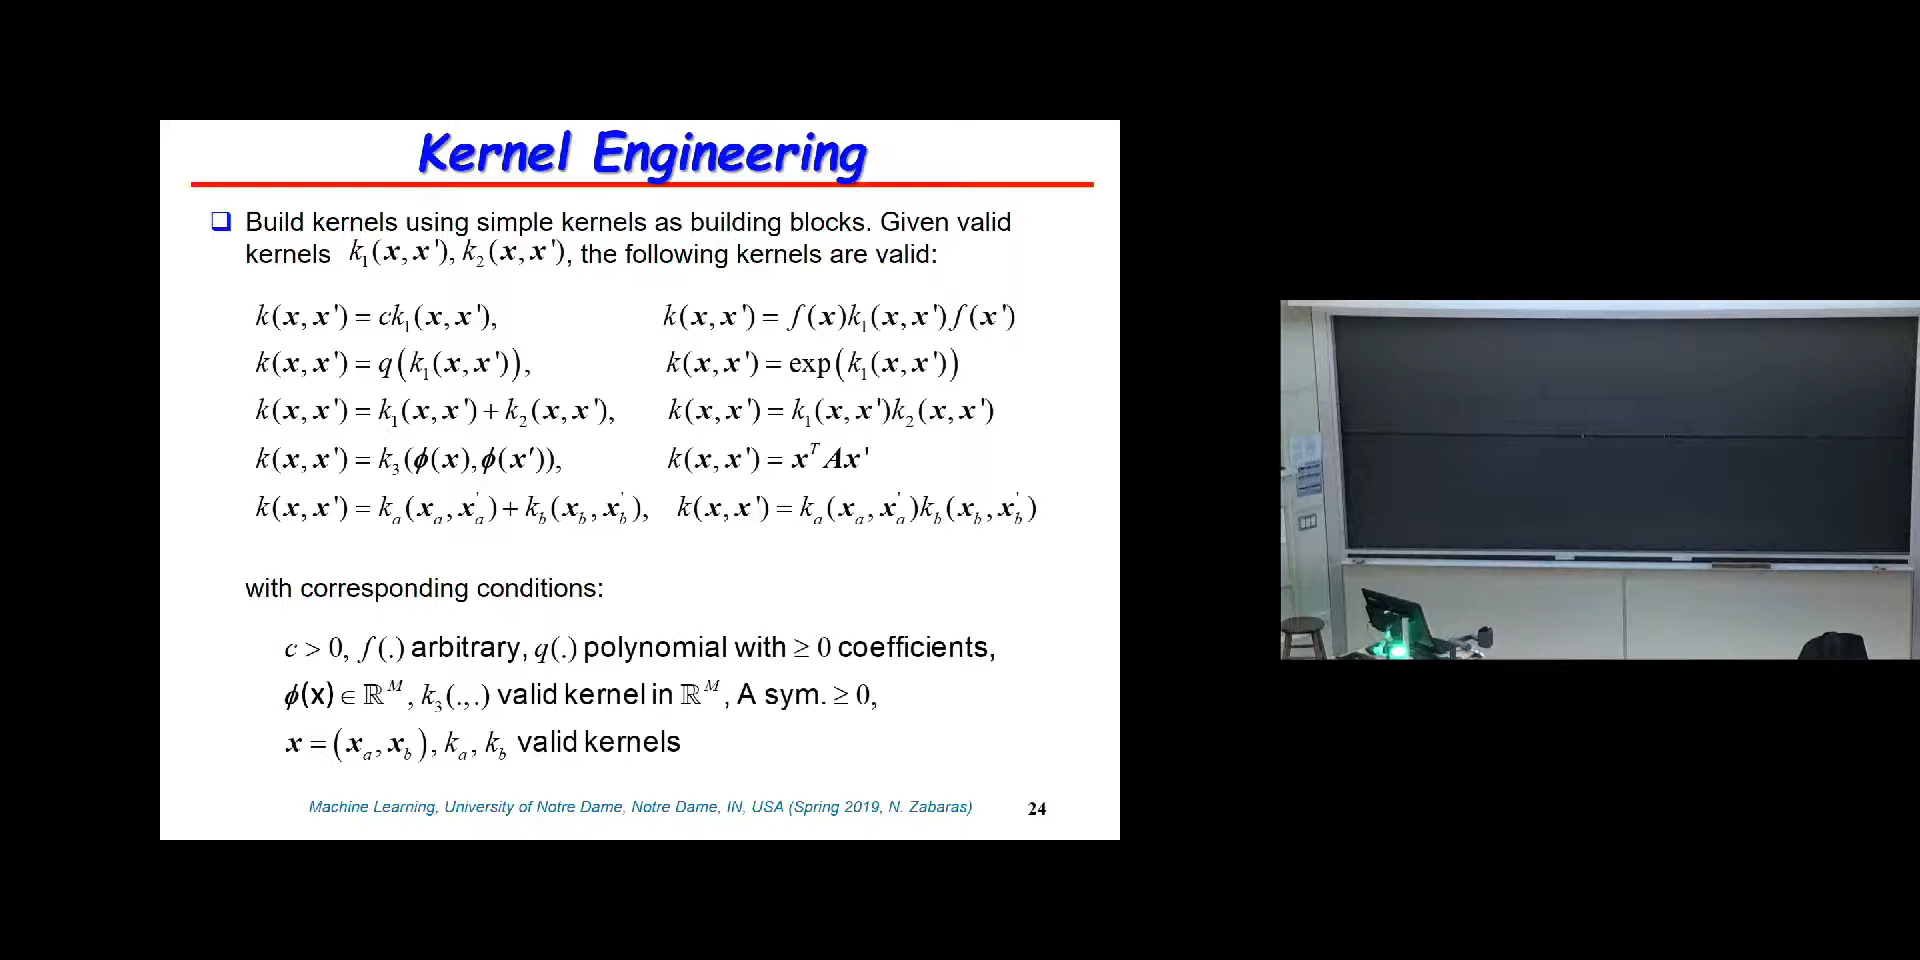 Kernel Engineering
Build kernels using simple kernels as building blocks. Given valid
kernels k₁(x, x'), k₂(x, x'), the following kernels are valid:
k(x, x') = ck₁(x, x'), k(x, x') = f(x)k₁(x, x')f(x')
k(x, x') = q(k₁(x, x')), k(x, x') = exp(k₁(x, x'))
k(x, x') = k₁(x, x') + k₂(x, x'), k(x, x') = k₁(x, x')k₂(x, x')
k(x, x') = k₃(ϕ(x), ϕ(x')), k(x, x') = xᵀAx'
k(x, x') = kₐ(xₐ, xₐ') + k_b(x_b, x_b'), k(x, x') = kₐ(xₐ, xₐ')k_b(x_b, x_b')
with corresponding conditions:
c > 0, f(.) arbitrary, q(.) polynomial with ≥ 0 coefficients,
ϕ(x) ∈ ℝᴹ, k₃(.,.) valid kernel in ℝᴹ, A sym. ≥ 0,
x = (xₐ, x_b), kₐ, k_b valid kernels
Machine Learning, University of Notre Dame, Notre Dame, IN, USA (Spring 2019, N. Zabaras) 24